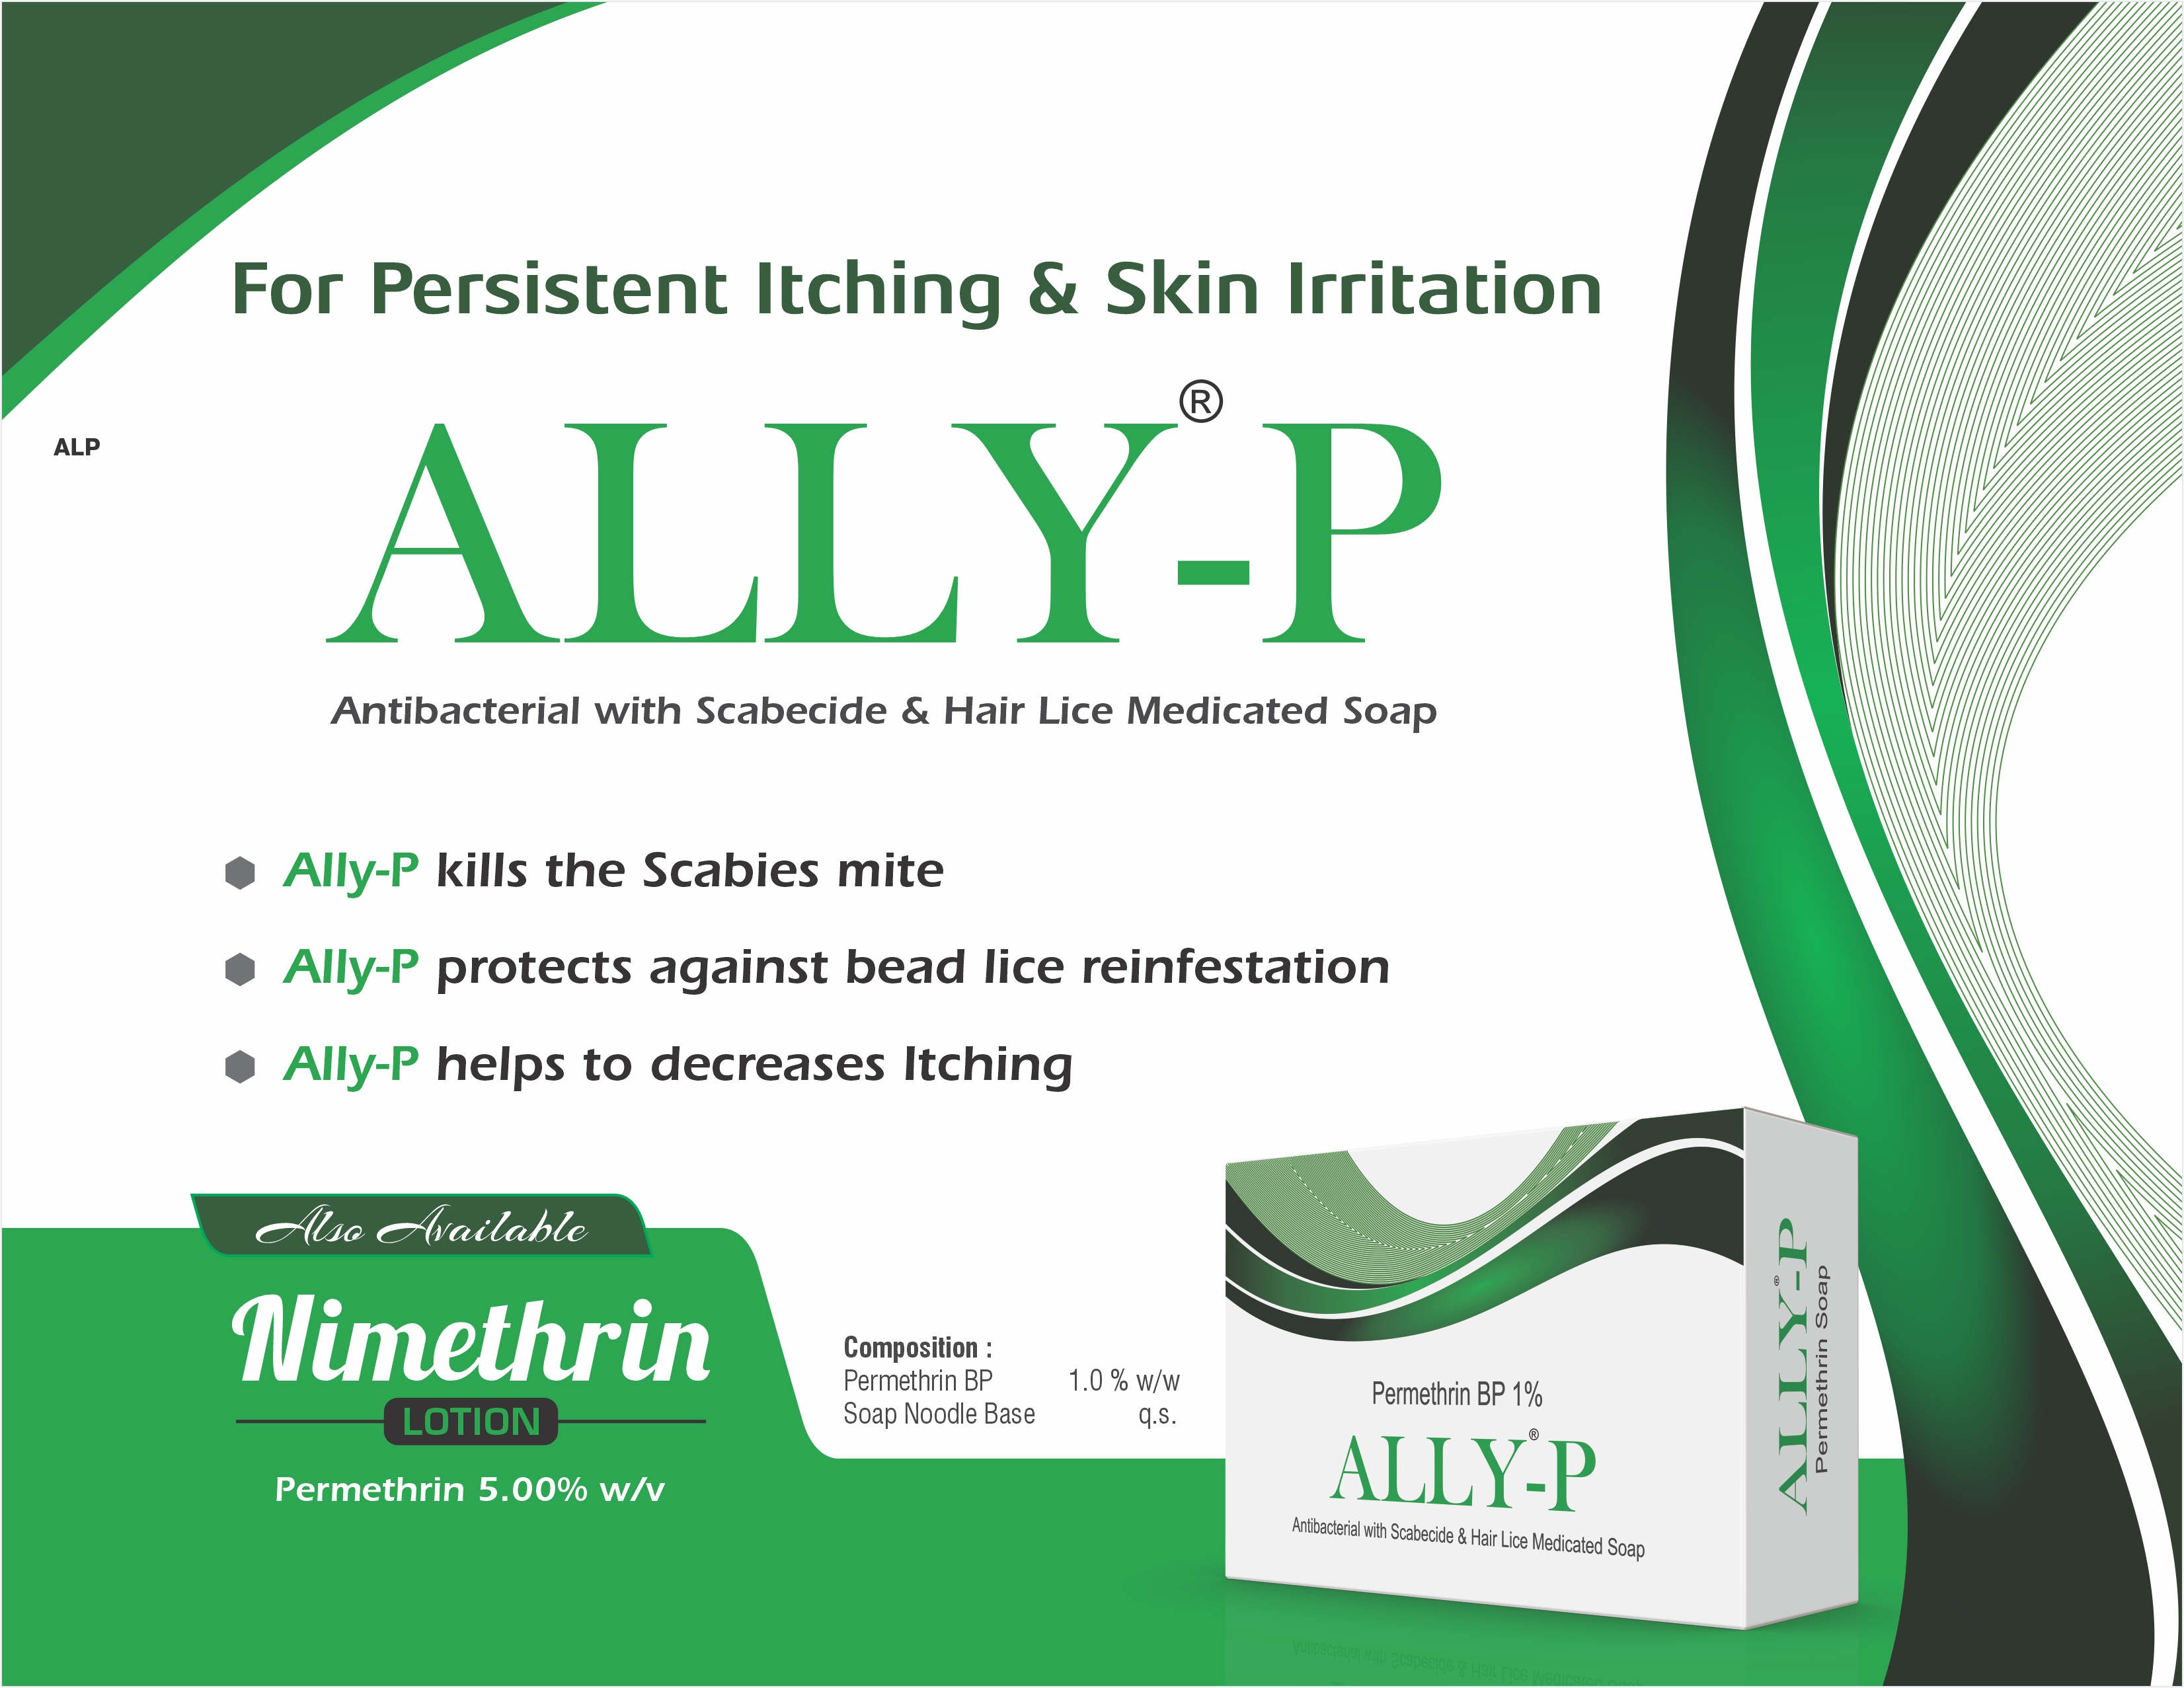 For Persistent Itching & Skin Irritation
ALLY®-P
ALP
Antibacterial with Scabecide & Hair Lice Medicated Soap
Ally-P kills the Scabies mite
Ally-P protects against bead lice reinfestation
Ally-P helps to decreases Itching
Also Available
Nimethrin
LOTION
Permethrin 5.00% w/v
Composition :
Permethrin BP 1.0 % w/w
Soap Noodle Base q.s.
Permethrin BP 1%
ALLY®-P
Antibacterial with Scabecide & Hair Lice Medicated Soap
ALLY®-P
Permethrin Soap